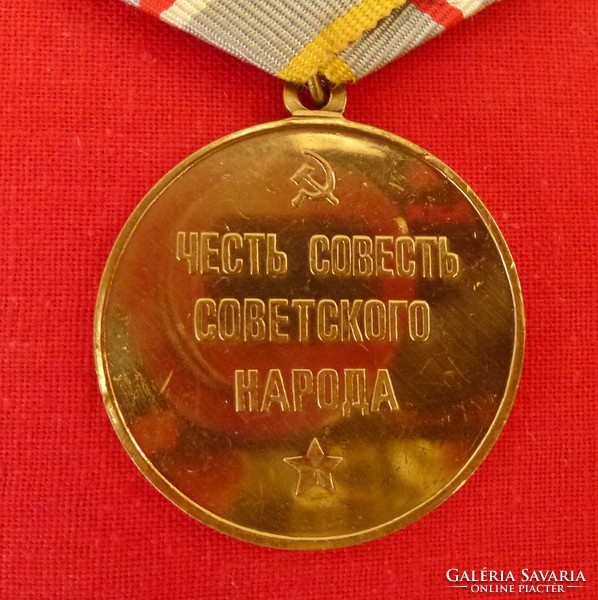 ЧЕСТЬ СОВЕСТЬ
СОВЕТСКОГО
НАРОДА
GALÉRIA SAVARIA
ONLINE PIACTÉR